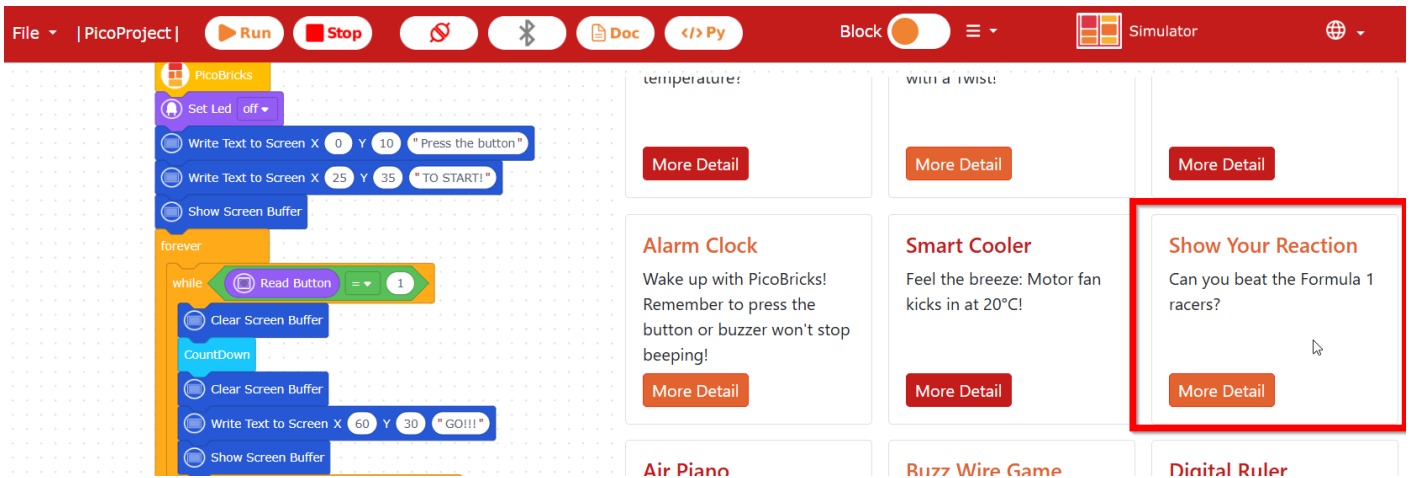 File |PicoProject| Run Stop Doc </> Py Block Simulator
PicoBricks
Set Led off
Write Text to Screen X 0 Y 10 "Press the button"
Write Text to Screen X 25 Y 35 "TO START!"
Show Screen Buffer
forever
while Read Button = 1
Clear Screen Buffer
CountDown
Clear Screen Buffer
Write Text to Screen X 60 Y 30 "GO!!!"
Show Screen Buffer
temperature?
More Detail
with a Twist!
More Detail
More Detail
Alarm Clock
Wake up with PicoBricks!
Remember to press the
button or buzzer won't stop
beeping!
More Detail
Smart Cooler
Feel the breeze: Motor fan
kicks in at 20°C!
More Detail
Show Your Reaction
Can you beat the Formula 1
racers?
More Detail
Air Piano
Buzz Wire Game
Digital Ruler